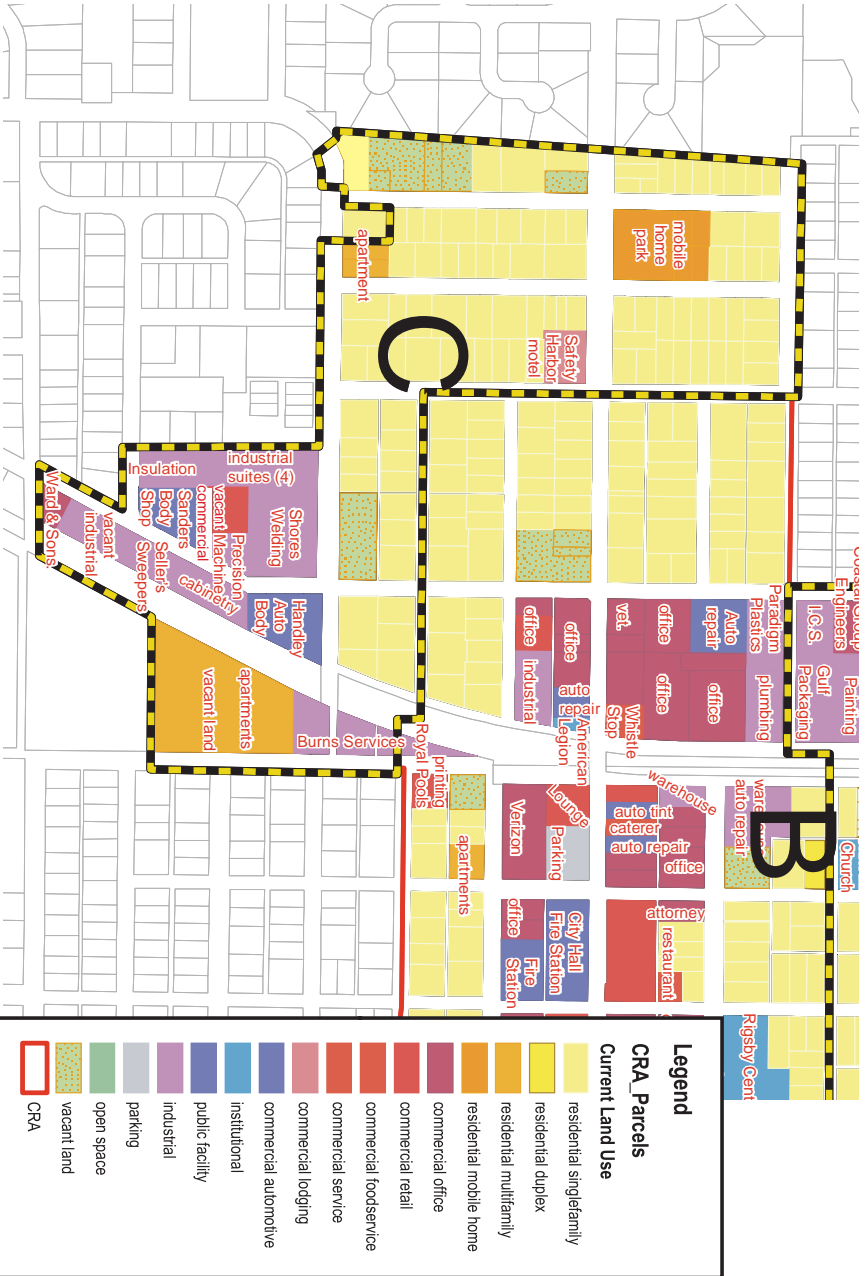 mobile
home
park
apartment
Safety
Harbor
motel
C
Insulation
industrial
suites (4)
Shores
Welding
Sanders
Body
Shop
vacant
commercial
Precision
Machine
Ward & Sons
vacant
industrial
Seller's
Sweepers
cabinetry
Handley
Auto
Body
apartments
vacant land
Burns Services
Royal Pools
printing
office
industrial
office
auto
repair
American
Legion
vet.
office
office
office
Auto
repair
Paradigm
Plastics
plumbing
Whistle
Stop
Engineers
I.C.S.
Gulf
Packaging
Painting
warehouse
auto repair
B
Church
Lounge
Verizon
Parking
warehouse
auto tint
caterer
auto repair
office
apartments
office
Fire
Station
City Hall
Fire Station
attorney
restaurant
Rigsby Cent
Legend
CRA_Parcels
Current Land Use
residential singlefamily
residential duplex
residential multifamily
residential mobile home
commercial office
commercial retail
commercial foodservice
commercial service
commercial lodging
commercial automotive
institutional
public facility
industrial
parking
open space
vacant land
CRA